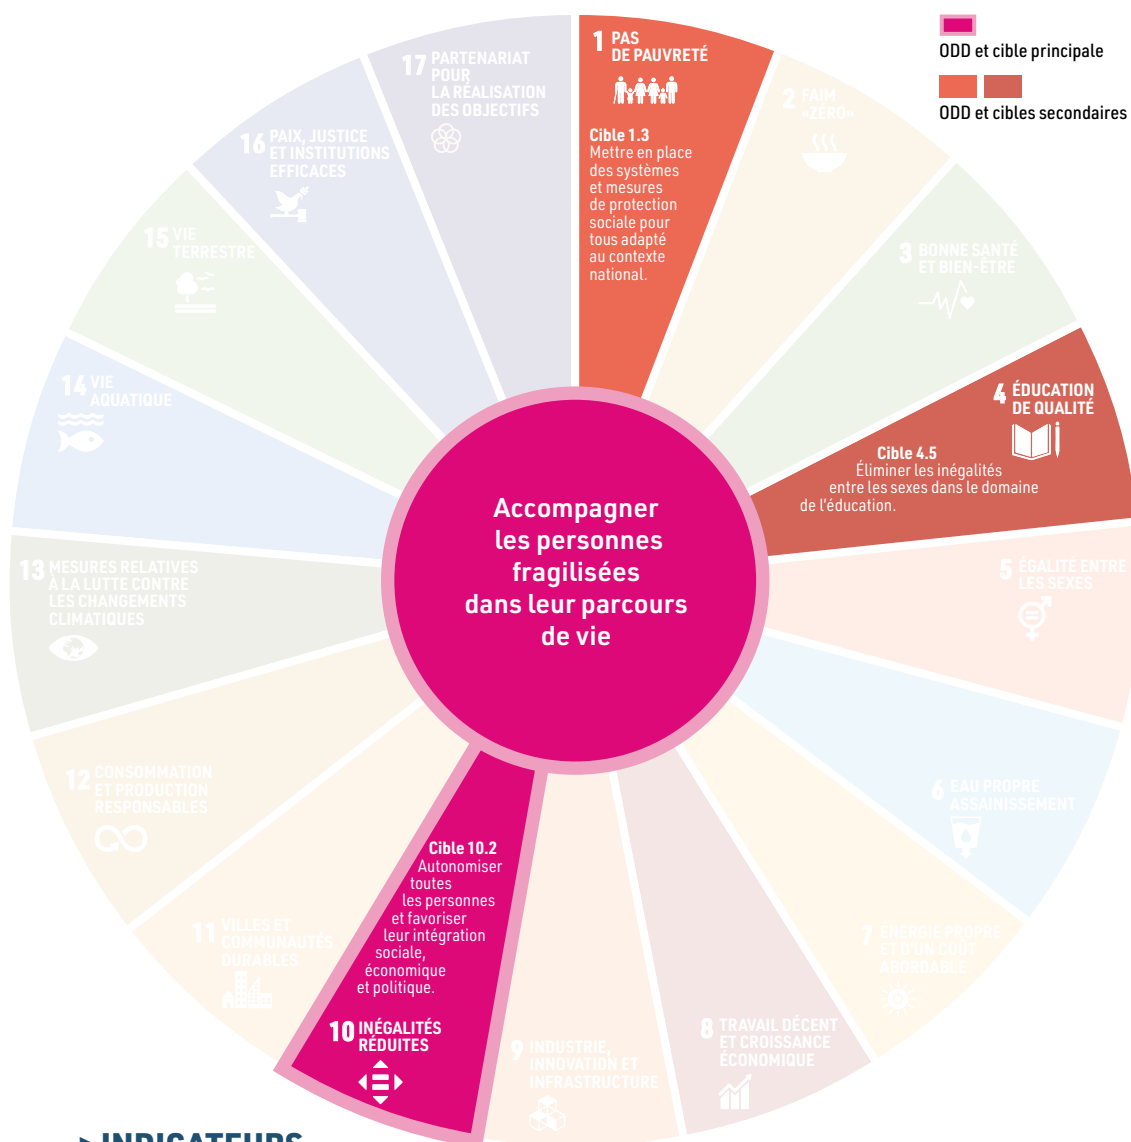 1 PAS
DE PAUVRETÉ
Cible 1.3
Mettre en place
des systèmes
et mesures
de protection
sociale pour
tous adapté
au contexte
national.
ODD et cible principale
ODD et cibles secondaires
2 FAIM
«ZÉRO»
3 BONNE SANTÉ
ET BIEN-ÊTRE
4 ÉDUCATION
DE QUALITÉ
Cible 4.5
Éliminer les inégalités
entre les sexes dans le domaine
de l'éducation.
5 ÉGALITÉ ENTRE
LES SEXES
6 EAU PROPRE
ASSAINISSEMENT
7 ÉNERGIE PROPRE
ET D'UN COÛT
ABORDABLE
8 TRAVAIL DÉCENT
ET CROISSANCE
ÉCONOMIQUE
9 INDUSTRIE,
INNOVATION ET
INFRASTRUCTURE
Cible 10.2
Autonomiser
toutes
les personnes
et favoriser
leur intégration
sociale,
économique
et politique.
10 INÉGALITÉS
RÉDUITES
11 VILLES ET
COMMUNAUTÉS
DURABLES
12 CONSOMMATION
ET PRODUCTION
RESPONSABLES
13 MESURES RELATIVES
À LA LUTTE CONTRE
LES CHANGEMENTS
CLIMATIQUES
14 VIE
AQUATIQUE
15 VIE
TERRESTRE
16 PAIX, JUSTICE
ET INSTITUTIONS
EFFICACES
17 PARTENARIAT
POUR
LA RÉALISATION
DES OBJECTIFS
Accompagner
les personnes
fragilisées
dans leur parcours
de vie
> INDICATEURS